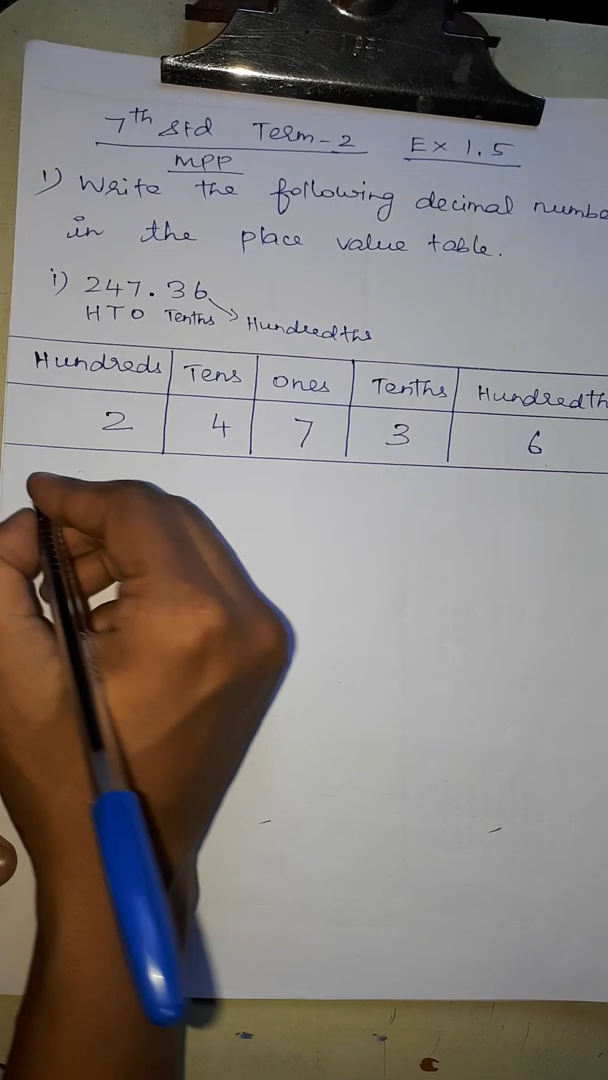 7th Std Term-2 Ex 1.5
MPP
1) Write the following decimal numbe
in the place value table.
i) 247.36
H T O Tenths Hundredths
Hundreds Tens ones Tenths Hundredth
2 4 7 3 6